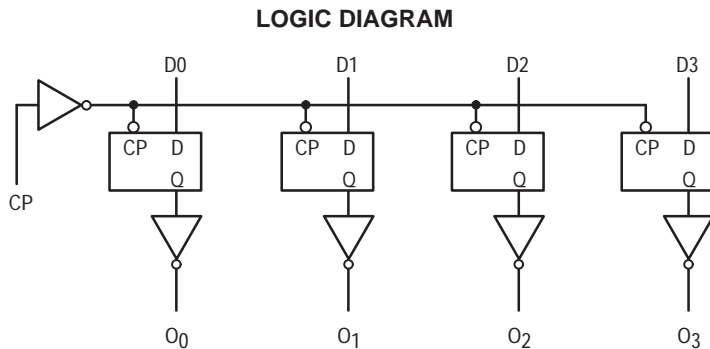 LOGIC DIAGRAM
D0 D1 D2 D3
CP D CP D CP D CP D
Q Q Q Q
CP
O0 O1 O2 O3